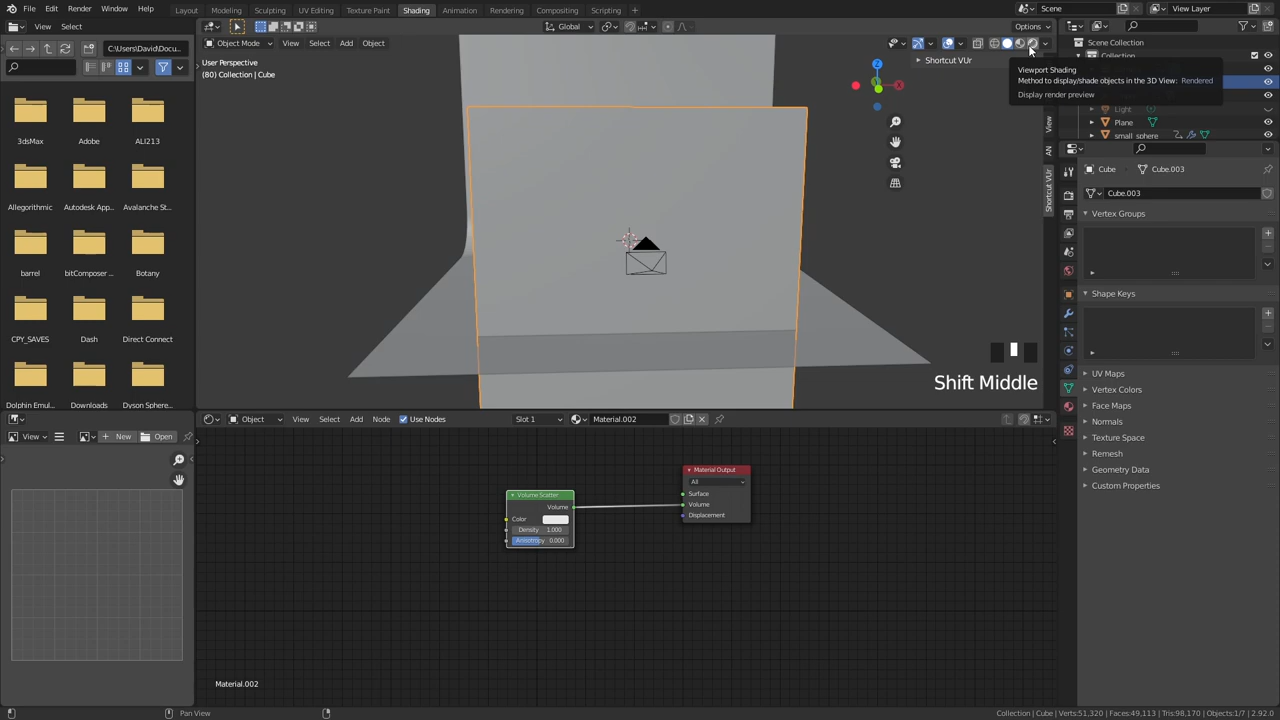 File Edit Render Window Help
Layout Modeling Sculpting UV Editing Texture Paint Shading Animation Rendering Compositing Scripting +
Scene
View Layer
View Select
C:\Users\David\Docu...
3dsMax
Adobe
ALI213
Allegorithmic
Autodesk App...
Avalanche St...
barrel
bitComposer ...
Botany
CPY_SAVES
Dash
Direct Connect
Dolphin Emul...
Downloads
Dyson Sphere...
Global
Options
Object Mode View Select Add Object
User Perspective
(80) Collection | Cube
Shortcut VUr
Viewport Shading
Method to display/shade objects in the 3D View: Rendered
Display render preview
View
AN
Shortcut VUr
Shift Middle
Scene Collection
Collection
Light
Plane
small_sphere
Cube
Cube.003
Cube.003
Vertex Groups
Shape Keys
UV Maps
Vertex Colors
Face Maps
Normals
Texture Space
Remesh
Geometry Data
Custom Properties
View
New
Open
Object View Select Add Node Use Nodes Slot 1 Material.002
Volume Scatter
Volume
Color
Density 1.000
Anisotropy 0.000
Material Output
All
Surface
Volume
Displacement
Material.002
Pan View
Collection | Cube | Verts:51,320 | Faces:49,113 | Tris:98,170 | Objects:1/7 | 2.92.0